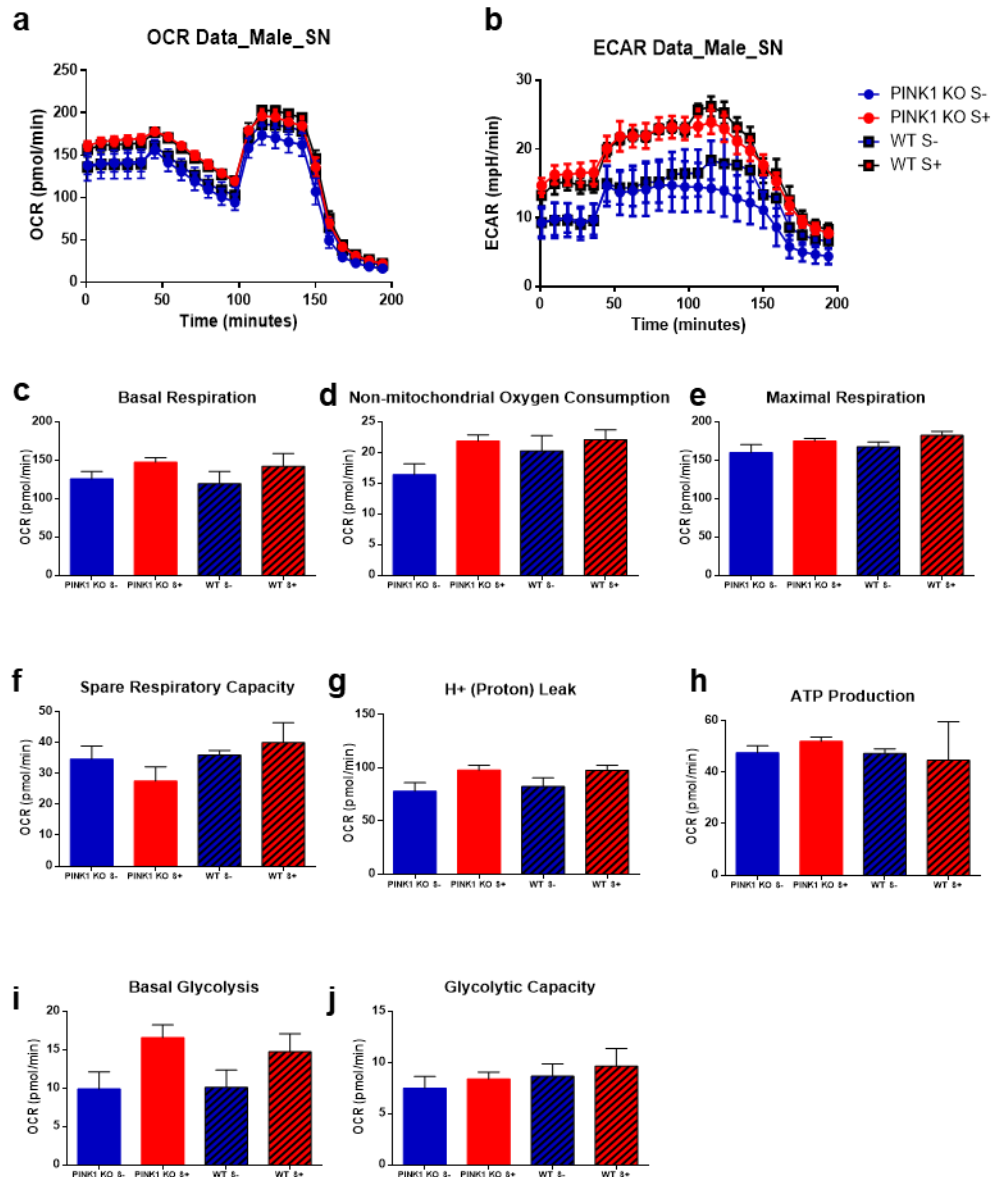 a
OCR Data_Male_SN
OCR (pmol/min)
250
200
150
100
50
0
0 50 100 150 200
Time (minutes)
b
ECAR Data_Male_SN
ECAR (mpH/min)
30
20
10
0
0 50 100 150 200
Time (minutes)
PINK1 KO S-
PINK1 KO S+
WT S-
WT S+
c
Basal Respiration
OCR (pmol/min)
200
150
100
50
0
PINK1 KO S- PINK1 KO S+ WT S- WT S+
d
Non-mitochondrial Oxygen Consumption
OCR (pmol/min)
25
20
15
10
5
0
PINK1 KO S- PINK1 KO S+ WT S- WT S+
e
Maximal Respiration
OCR (pmol/min)
200
150
100
50
0
PINK1 KO S- PINK1 KO S+ WT S- WT S+
f
Spare Respiratory Capacity
OCR (pmol/min)
50
40
30
20
10
0
PINK1 KO S- PINK1 KO S+ WT S- WT S+
g
H+ (Proton) Leak
OCR (pmol/min)
150
100
50
0
PINK1 KO S- PINK1 KO S+ WT S- WT S+
h
ATP Production
OCR (pmol/min)
60
40
20
0
PINK1 KO S- PINK1 KO S+ WT S- WT S+
i
Basal Glycolysis
OCR (pmol/min)
20
15
10
5
0
PINK1 KO S- PINK1 KO S+ WT S- WT S+
j
Glycolytic Capacity
OCR (pmol/min)
15
10
5
0
PINK1 KO S- PINK1 KO S+ WT S- WT S+